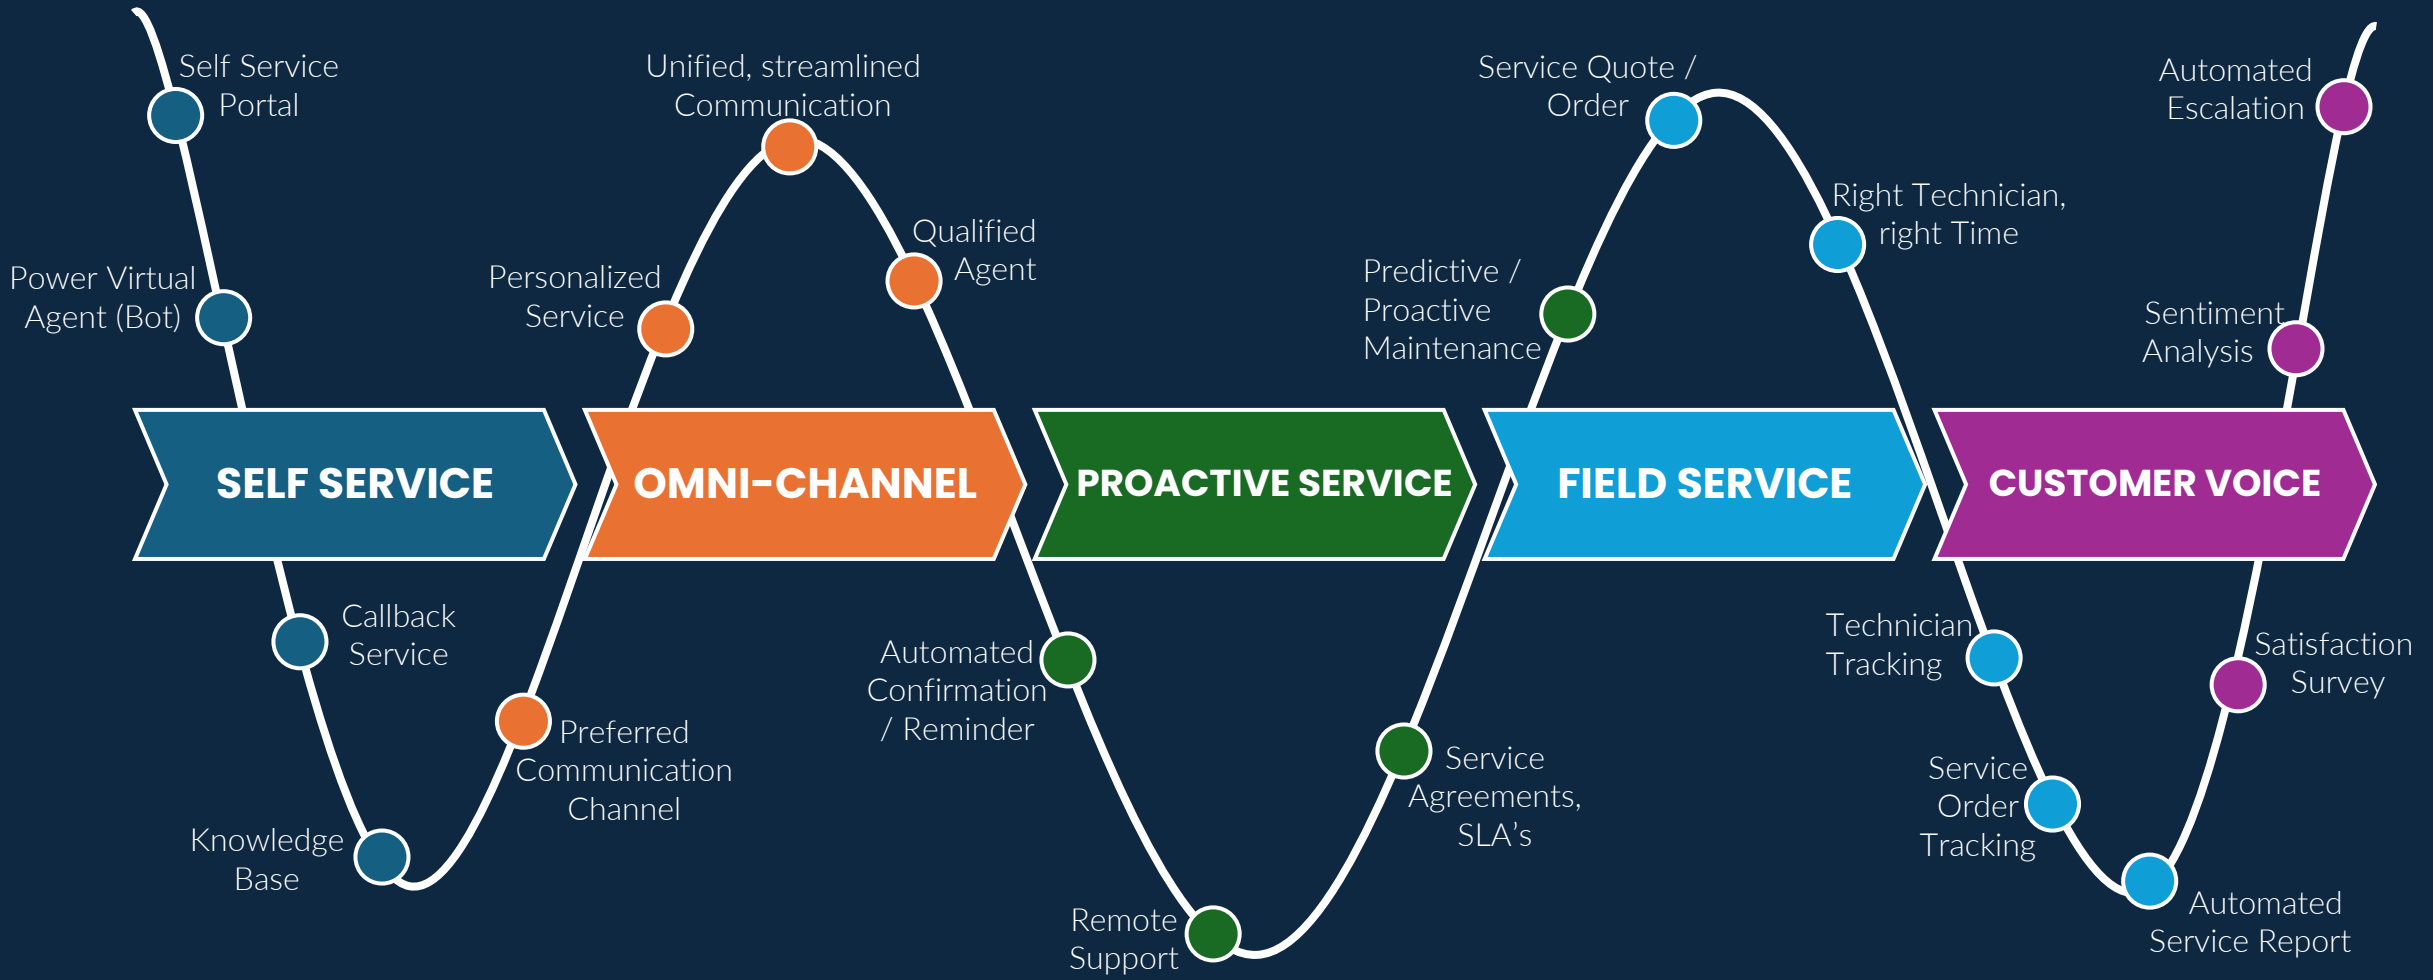 Self Service
Portal
Power Virtual
Agent (Bot)
SELF SERVICE
Callback
Service
Knowledge
Base
Preferred
Communication
Channel
Personalized
Service
Unified, streamlined
Communication
Qualified
Agent
OMNI-CHANNEL
Automated
Confirmation
/ Reminder
Remote
Support
PROACTIVE SERVICE
Service
Agreements,
SLA’s
Predictive /
Proactive
Maintenance
Service Quote /
Order
Right Technician,
right Time
FIELD SERVICE
Technician
Tracking
Service
Order
Tracking
Automated
Service Report
Satisfaction
Survey
CUSTOMER VOICE
Sentiment
Analysis
Automated
Escalation